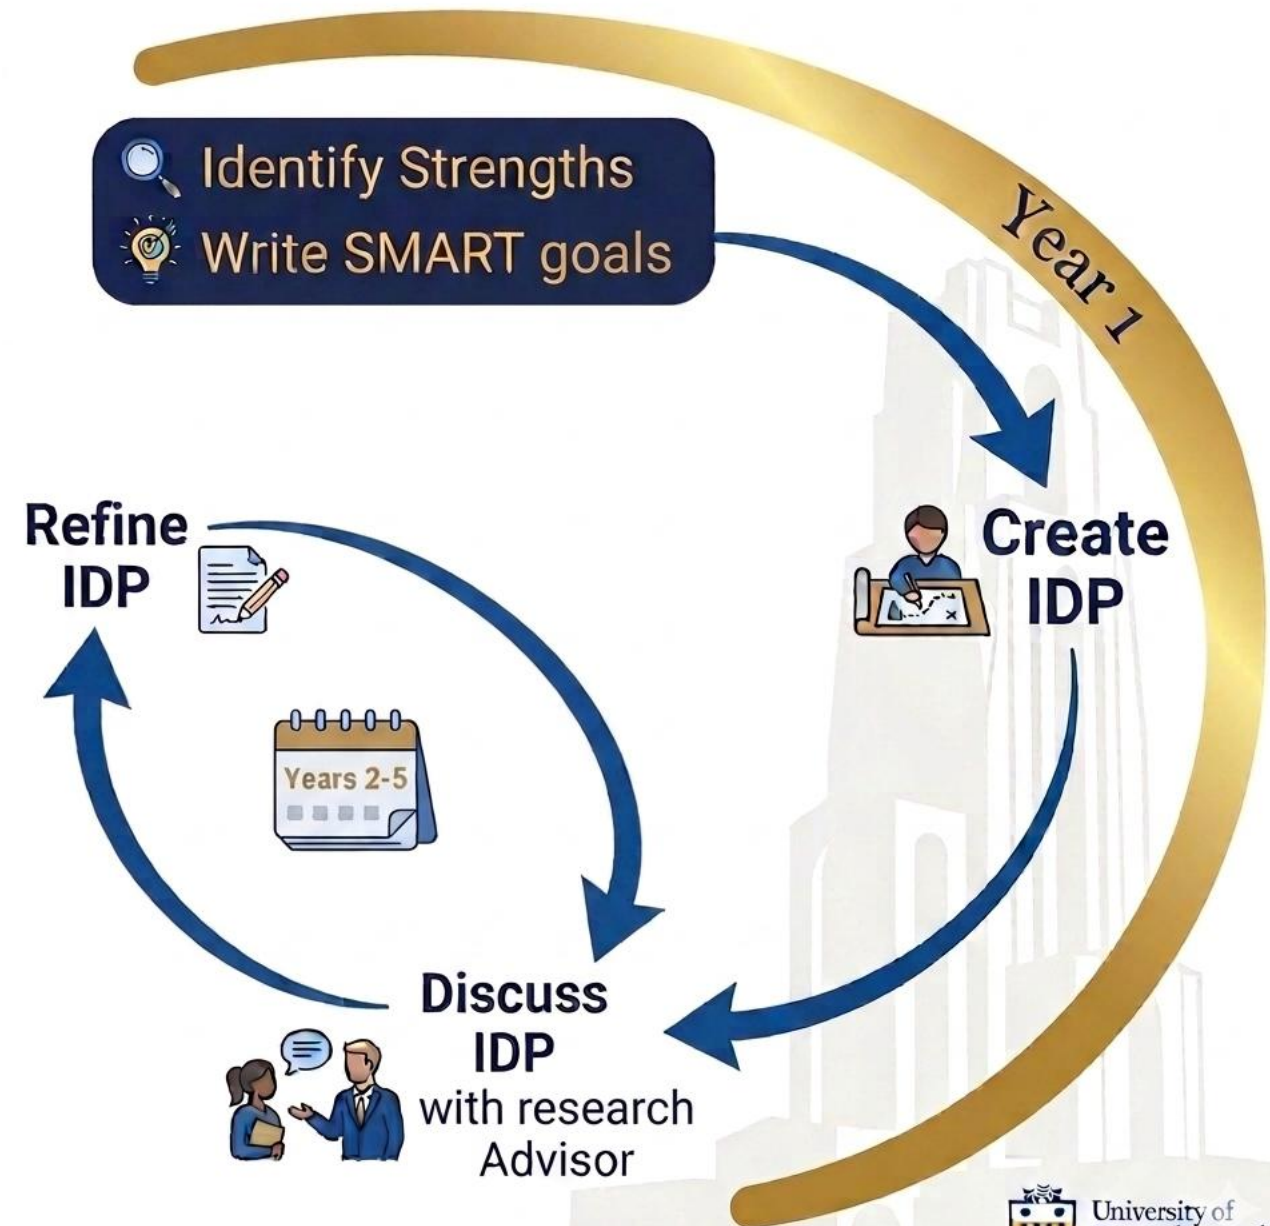 Identify Strengths
Write SMART goals
Year 1
Create
IDP
Refine
IDP
Years 2-5
Discuss
IDP
with research
Advisor
University of